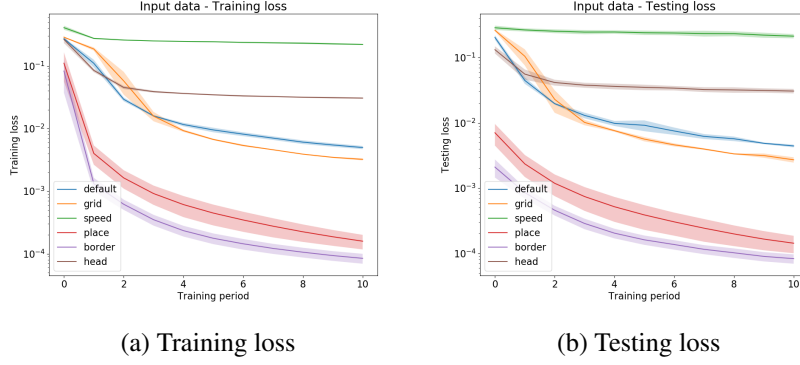 Input data - Training loss
Training loss
10⁻¹
10⁻²
10⁻³
10⁻⁴
default
grid
speed
place
border
head
0 2 4 6 8 10
Training period
(a) Training loss
Input data - Testing loss
Testing loss
10⁻¹
10⁻²
10⁻³
10⁻⁴
default
grid
speed
place
border
head
0 2 4 6 8 10
Training period
(b) Testing loss